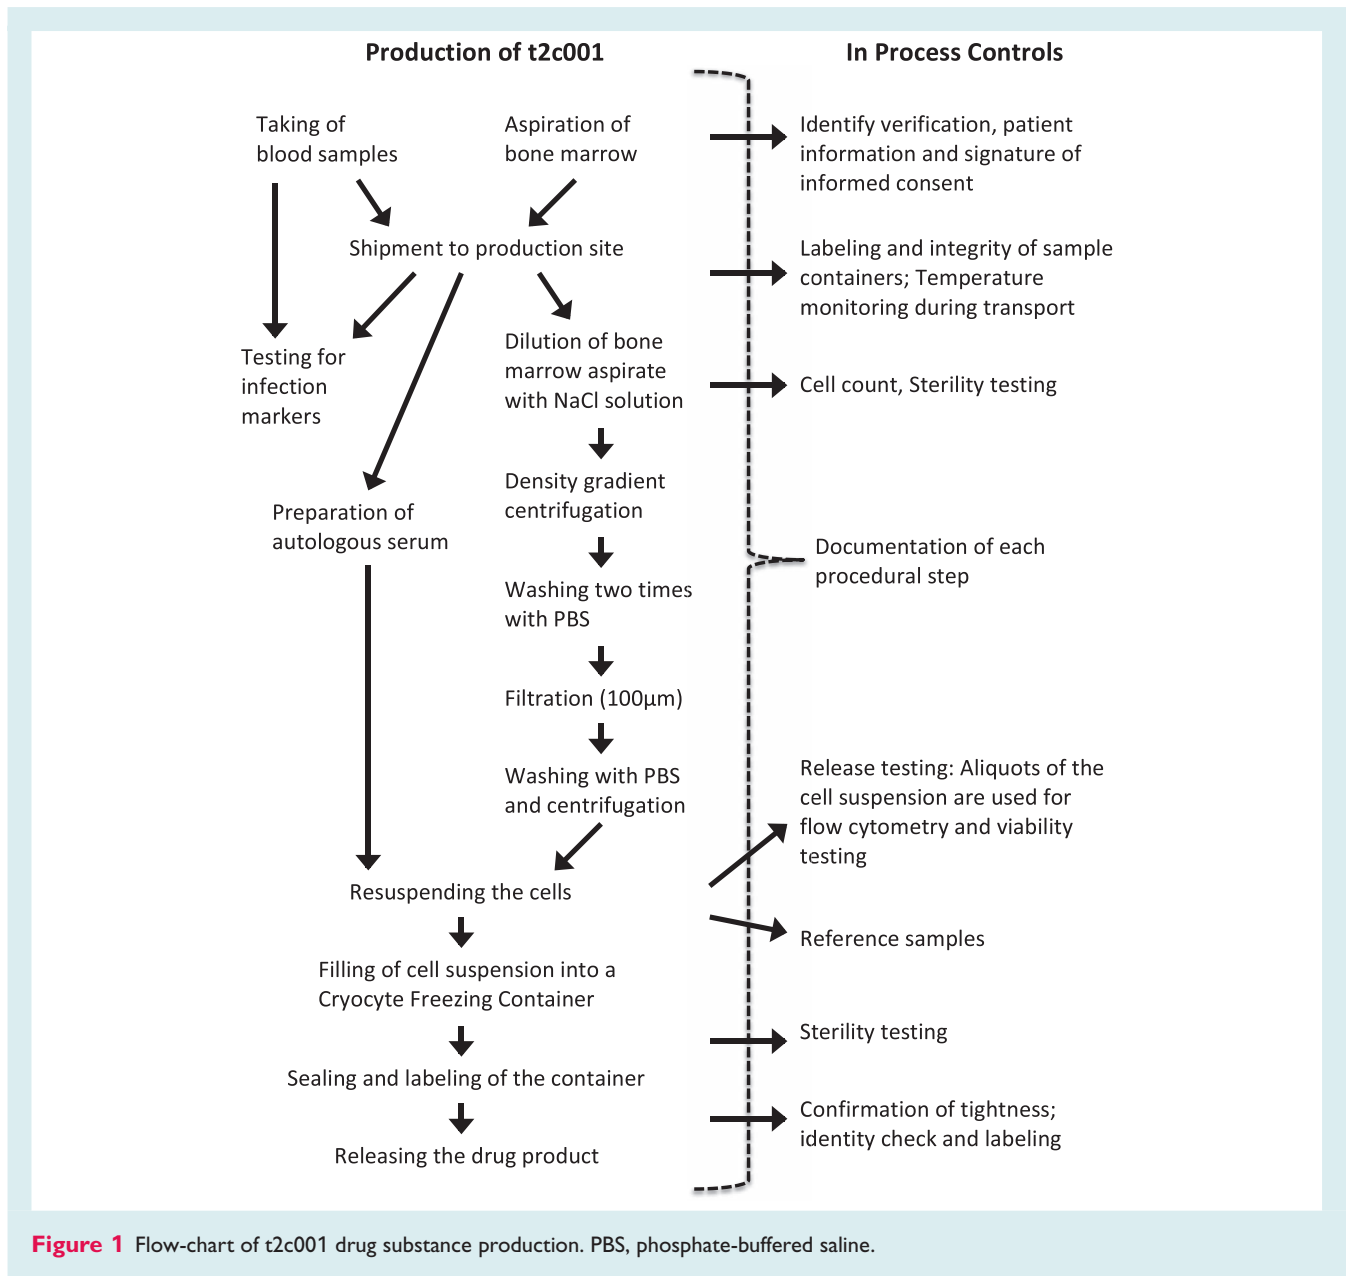 Production of t2c001
In Process Controls
Taking of
blood samples
Aspiration of
bone marrow
Identify verification, patient
information and signature of
informed consent
Shipment to production site
Labeling and integrity of sample
containers; Temperature
monitoring during transport
Testing for
infection
markers
Dilution of bone
marrow aspirate
with NaCl solution
Cell count, Sterility testing
Density gradient
centrifugation
Preparation of
autologous serum
Documentation of each
procedural step
Washing two times
with PBS
Filtration (100µm)
Washing with PBS
and centrifugation
Release testing: Aliquots of the
cell suspension are used for
flow cytometry and viability
testing
Resuspending the cells
Reference samples
Filling of cell suspension into a
Cryocyte Freezing Container
Sterility testing
Sealing and labeling of the container
Confirmation of tightness;
identity check and labeling
Releasing the drug product
Figure 1 Flow-chart of t2c001 drug substance production. PBS, phosphate-buffered saline.